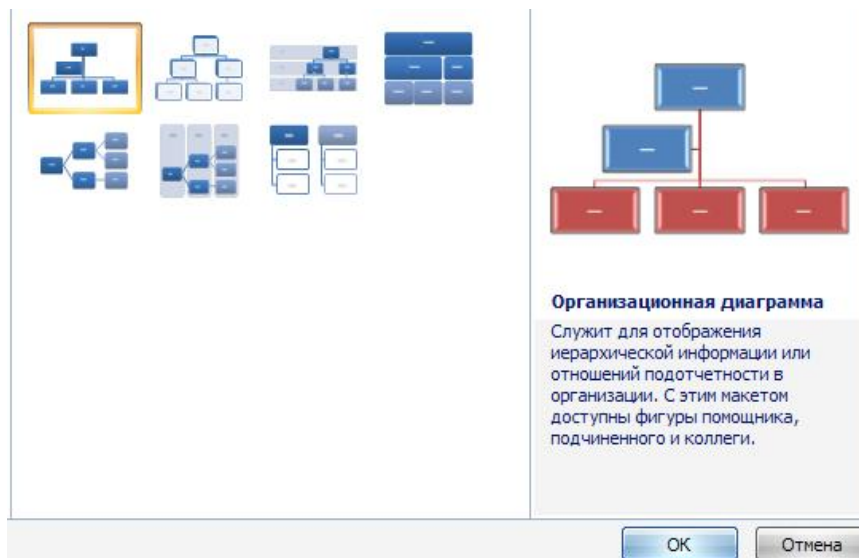 Организационная диаграмма
Служит для отображения
иерархической информации или
отношений подотчетности в
организации. С этим макетом
доступны фигуры помощника,
подчиненного и коллеги.
ОК
Отмена